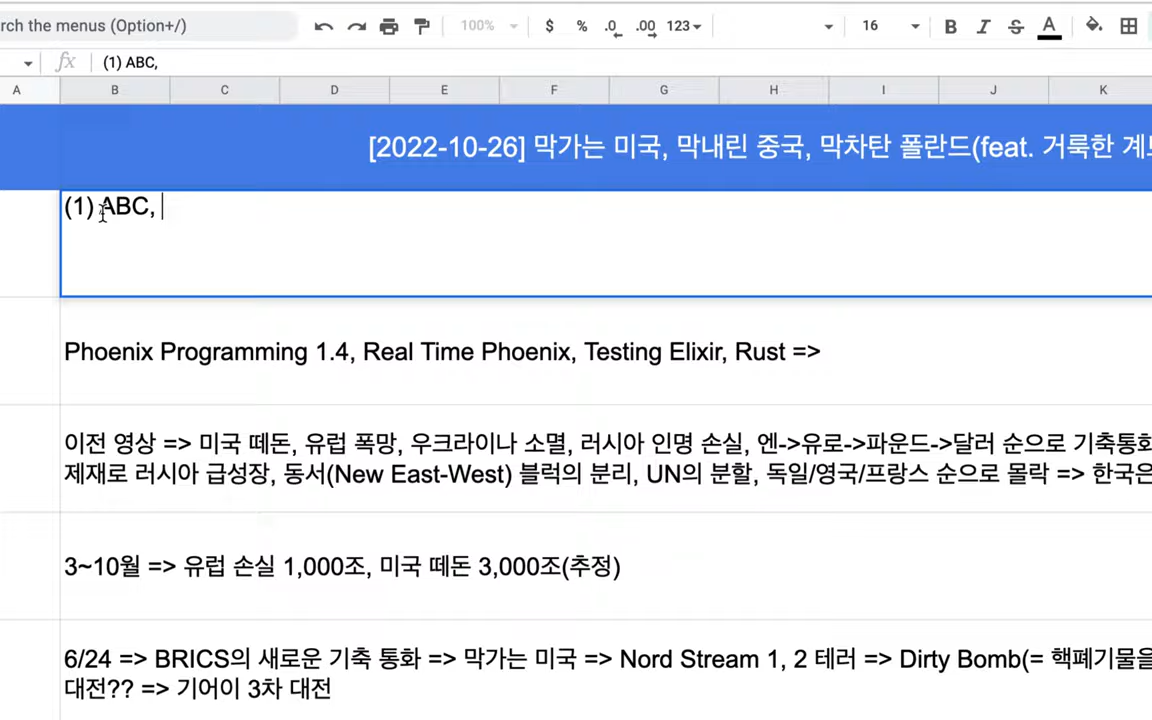 rch the menus (Option+/)
100% $ % .0 .00 123 16 B I S A
fx (1) ABC,
A B C D E F G H I J K
[2022-10-26] 막가는 미국, 막내린 중국, 막차탄 폴란드(feat. 거룩한
(1) ABC,
Phoenix Programming 1.4, Real Time Phoenix, Testing Elixir, Rust =>
이전 영상 => 미국 떼돈, 유럽 폭망, 우크라이나 소멸, 러시아 인명 손실, 엔->유로->파운드->달러 순으로 기축통화
제재로 러시아 급성장, 동서(New East-West) 블럭의 분리, UN의 분할, 독일/영국/프랑스 순으로 몰락 => 한국은
3~10월 => 유럽 손실 1,000조, 미국 떼돈 3,000조(추정)
6/24 => BRICS의 새로운 기축 통화 => 막가는 미국 => Nord Stream 1, 2 테러 => Dirty Bomb(= 핵폐기물을
대전?? => 기어이 3차 대전